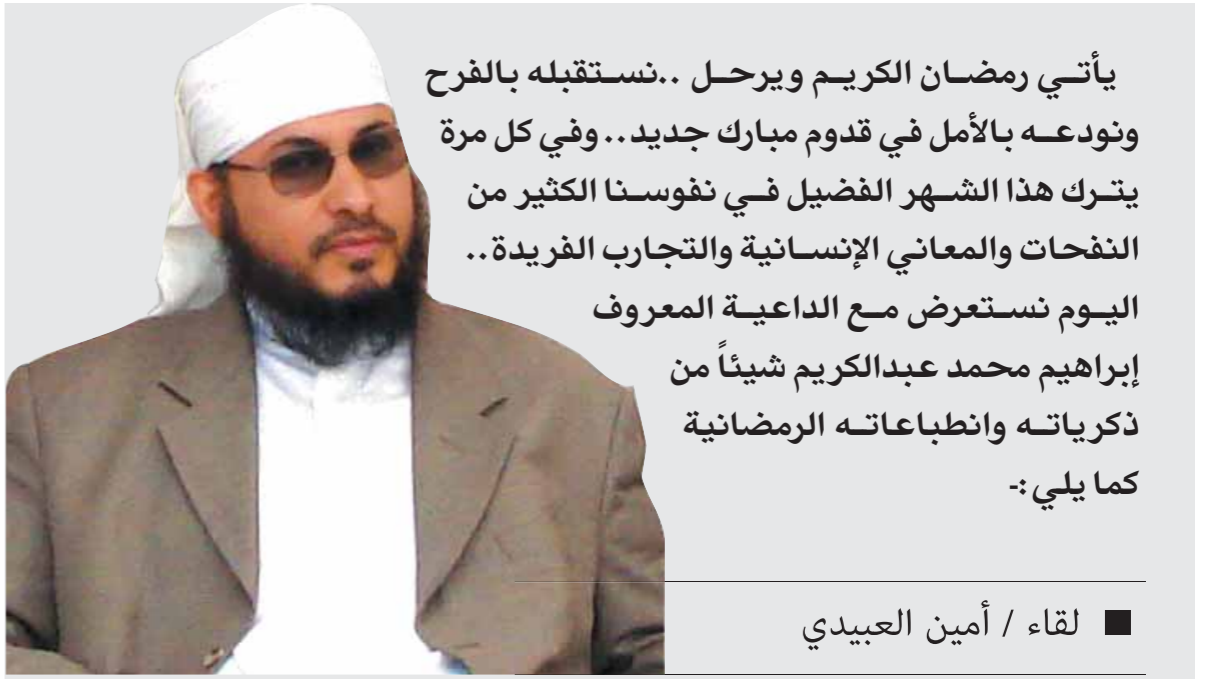 يأتي رمضان الكريم ويرحل ..نستقبله بالفرح
ونودعه بالأمل في قدوم مبارك جديد.. وفي كل مرة
يترك هذا الشهر الفضيل في نفوسنا الكثير من
النفحات والمعاني الإنسانية والتجارب الفريدة..
اليوم نستعرض مع الداعية المعروف
إبراهيم محمد عبدالكريم شيئاً من
ذكرياته وانطباعاته الرمضانية
كما يلي:-
■ لقاء / أمين العبيدي